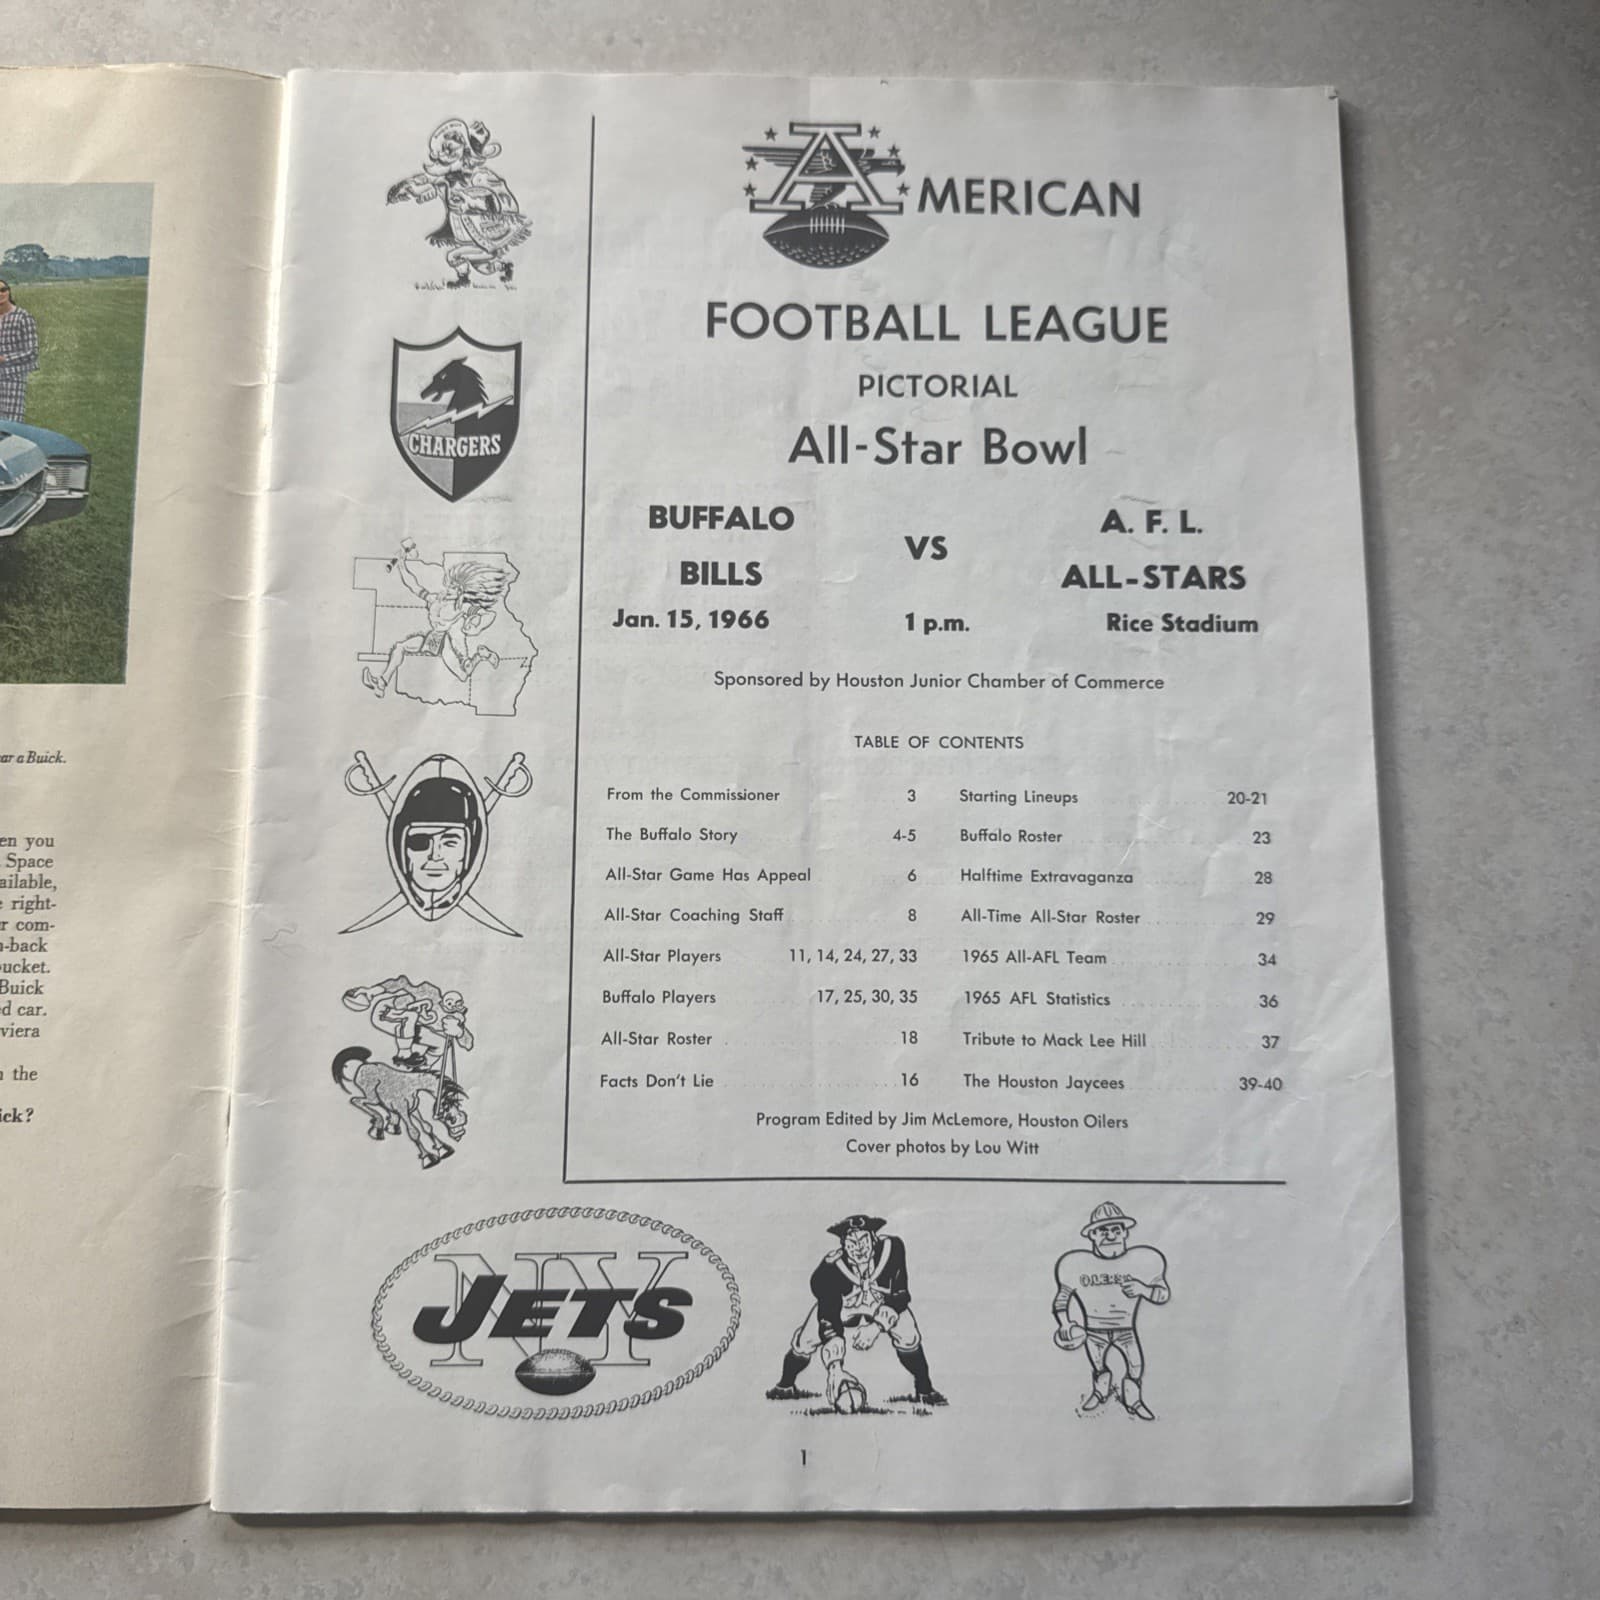 ar a Buick.
en you
Space
ailable,
e right-
r com-
n-back
ucket.
Buick
d car.
viera
n the
ick?
CHARGERS
A
MERICAN
FOOTBALL LEAGUE
PICTORIAL
All-Star Bowl
BUFFALO
BILLS
VS
A. F. L.
ALL-STARS
Jan. 15, 1966 1 p.m. Rice Stadium
Sponsored by Houston Junior Chamber of Commerce
TABLE OF CONTENTS
From the Commissioner 3
The Buffalo Story 4-5
All-Star Game Has Appeal 6
All-Star Coaching Staff 8
All-Star Players 11, 14, 24, 27, 33
Buffalo Players 17, 25, 30, 35
All-Star Roster 18
Facts Don't Lie 16
Starting Lineups 20-21
Buffalo Roster 23
Halftime Extravaganza 28
All-Time All-Star Roster 29
1965 All-AFL Team 34
1965 AFL Statistics 36
Tribute to Mack Lee Hill 37
The Houston Jaycees 39-40
Program Edited by Jim McLemore, Houston Oilers
Cover photos by Lou Witt
NY
JETS
OILERS
1